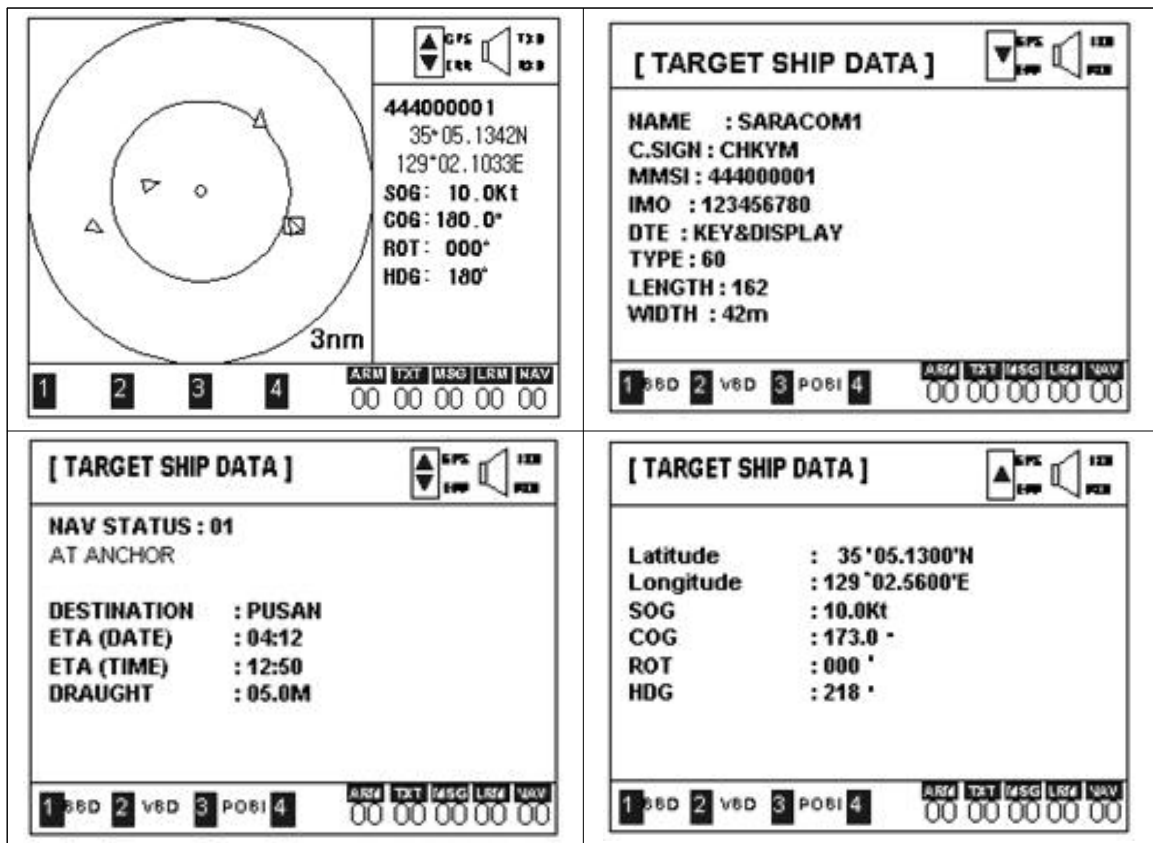 GPS
ERR
TXD
RXD
444000001
35°05.1342N
129°02.1033E
SOG: 10.0Kt
COG: 180.0°
ROT: 000°
HDG: 180°
3nm
1 2 3 4
ARM TXT MSG LRM NAV
00 00 00 00 00
[ TARGET SHIP DATA ]
NAME : SARACOM1
C.SIGN : CHKYM
MMSI : 444000001
IMO : 123456780
DTE : KEY&DISPLAY
TYPE : 60
LENGTH : 162
WIDTH : 42m
1 2 3 4
ARM TXT MSG LRM NAV
00 00 00 00 00
[ TARGET SHIP DATA ]
NAV STATUS : 01
AT ANCHOR
DESTINATION : PUSAN
ETA (DATE) : 04:12
ETA (TIME) : 12:50
DRAUGHT : 05.0M
1 2 3 4
ARM TXT MSG LRM NAV
00 00 00 00 00
[ TARGET SHIP DATA ]
Latitude : 35°05.1300'N
Longitude : 129°02.5600'E
SOG : 10.0Kt
COG : 173.0°
ROT : 000°
HDG : 218°
1 2 3 4
ARM TXT MSG LRM NAV
00 00 00 00 00